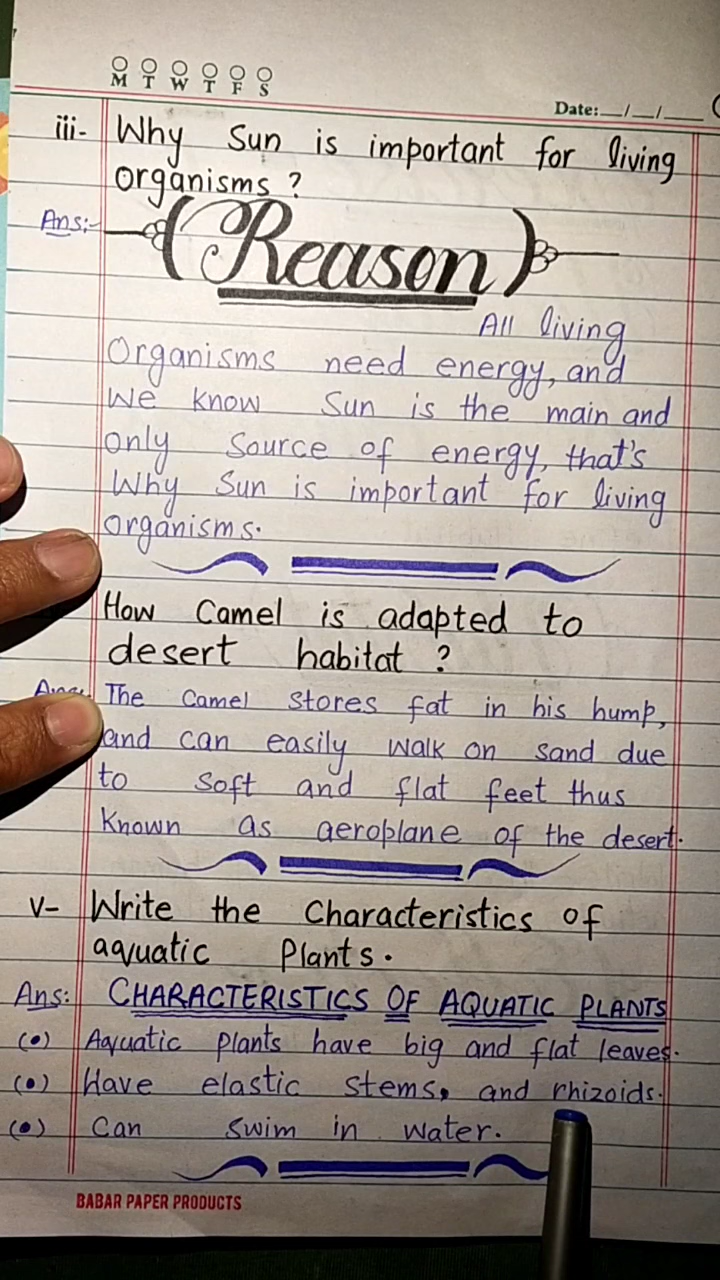 M T W T F S
Date:__/__/____
iii- Why Sun is important for living
organisms ?
Ans:- (Reason)
All living
Organisms need energy, and
We know Sun is the main and
only Source of energy, that's
Why Sun is important for living
organisms.
How Camel is adapted to
desert habitat ?
Ans: The Camel Stores fat in his hump,
and can easily walk on sand due
to Soft and flat feet thus
Known as aeroplane of the desert.
V- Write the Characteristics of
aquatic Plants.
Ans: CHARACTERISTICS OF AQUATIC PLANTS
(•) Aquatic plants have big and flat leaves.
(•) Have elastic stems, and rhizoids.
(•) Can swim in water.
BABAR PAPER PRODUCTS